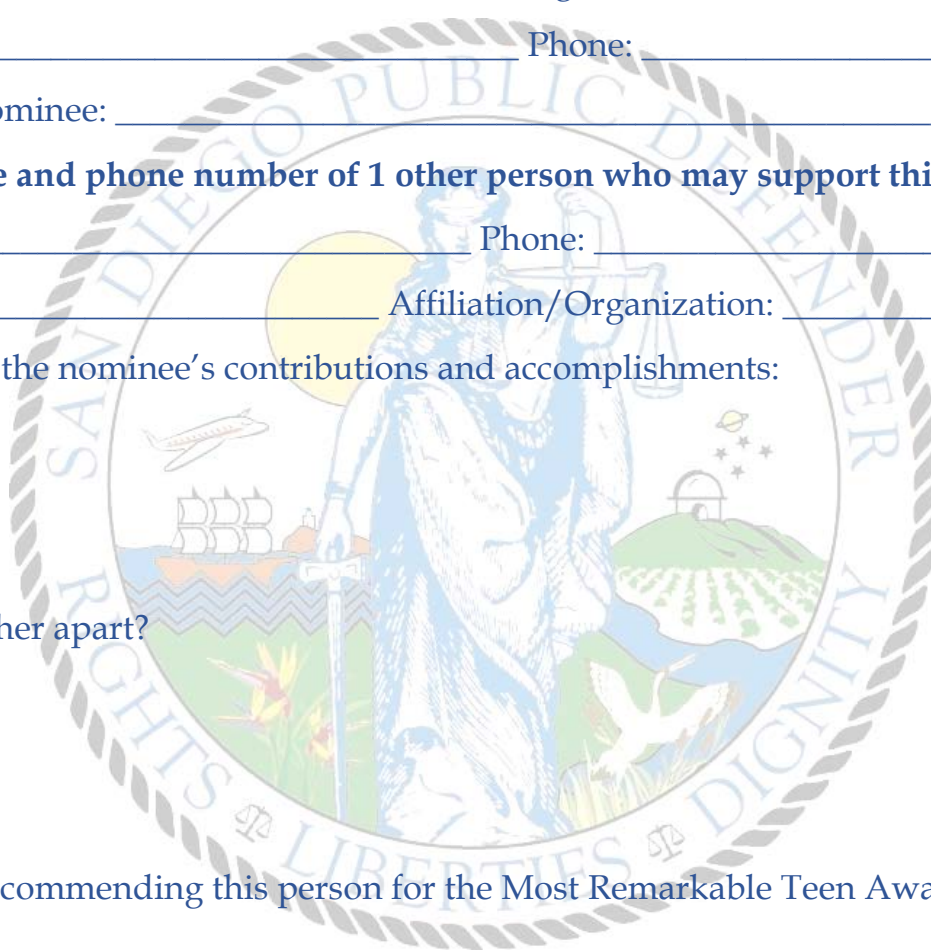 Phone:
ominee:
e and phone number of 1 other person who may support thi
Phone:
Affiliation/Organization:
the nominee's contributions and accomplishments:
her apart?
commending this person for the Most Remarkable Teen Awa
SAN DIEGO PUBLIC DEFENDER
RIGHTS LIBERTIES DIGNITY